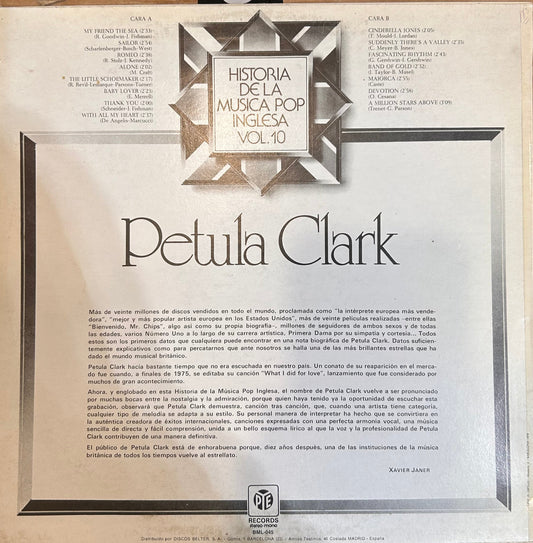 CARA A
MY FRIEND THE SEA (2'33)
(R. Goodwin-J. Fishman)
SAILOR (2'54)
(Scharfenberger-Busch-West)
ROMEO (2'38)
(R. Stolz-J. Kennedy)
ALONE (2'02)
(M. Craft)
THE LITTLE SHOEMAKER (2'17)
(R. Revil-Lemarque-Parsons-Turner)
BABY LOVER (2'21)
(J. Merrell)
THANK YOU (2'00)
(Schneider-J. Fishman)
WITH ALL MY HEART (2'37)
(De Angelis-Marcucci)
HISTORIA
DE LA
MUSICA POP
INGLESA
VOL. 10
CARA B
CINDERELLA JONES (2'05)
SUDDENLY THERE'S A VALLEY (2'35)
(C. Meyer-B. Jones)
FASCINATING RHYTHM (2'43)
(G. Gershwin-I. Gershwin)
BAND OF GOLD (2'32)
(J. Taylor-B. Musel)
MAJORCA (2'55)
DEVOTION (2'56)
(O. Cesana)
A MILLION STARS ABOVE (3'09)
(Trenet-G. Parson)
Petula Clark
Más de veinte millones de discos vendidos en todo el mundo, proclamada como "la intérprete europea más vende-
dora", "mejor y más popular artista europea en los Estados Unidos", más de veinte películas realizadas -entre ellas
"Bienvenido, Mr. Chips", algo así como su propia biografía-, millones de seguidores de ambos sexos y de todas
las edades, varios Número Uno a lo largo de su carrera artística, Primera Dama por su simpatía y cortesía... Todos
estos son los primeros datos que cualquiera puede encontrar en una nota biográfica de Petula Clark. Datos suficien-
temente explicativos como para percatarnos que ante nosotros se halla una de las más brillantes estrellas que ha
dado el mundo musical británico.
Petula Clark hacía bastante tiempo que no era escuchada en nuestro país. Un conato de su reaparición en el merca-
do fue cuando, a finales de 1975, se editaba su canción "What I did for love", lanzamiento que fue considerado por
muchos de gran acontecimiento.
Ahora, y englobado en esta Historia de la Música Pop Inglesa, el nombre de Petula Clark vuelve a ser pronunciado
por muchas bocas entre la nostalgia y la admiración, porque quien haya tenido ya la oportunidad de escuchar esta
grabación, observará que Petula Clark demuestra, canción tras canción, que, cuando una artista tiene categoría,
cualquier tipo de melodía se adapta a su estilo. Su personal manera de interpretar ha hecho que se convirtiera en
la auténtica creadora de éxitos internacionales, canciones expresadas con una perfecta armonía vocal, una música
sencilla de directa y fácil comprensión, unida a un bello esquema lírico al que la voz y la profesionalidad de Petula
Clark contribuyen de una manera definitiva.
El público de Petula Clark está de enhorabuena porque, diez años después, una de las instituciones de la música
británica de todos los tiempos vuelve al estrellato.
XAVIER JANER
PYE
RECORDS
stereo mono
BML-045
Distribuido por DISCOS BELTER, S. A.